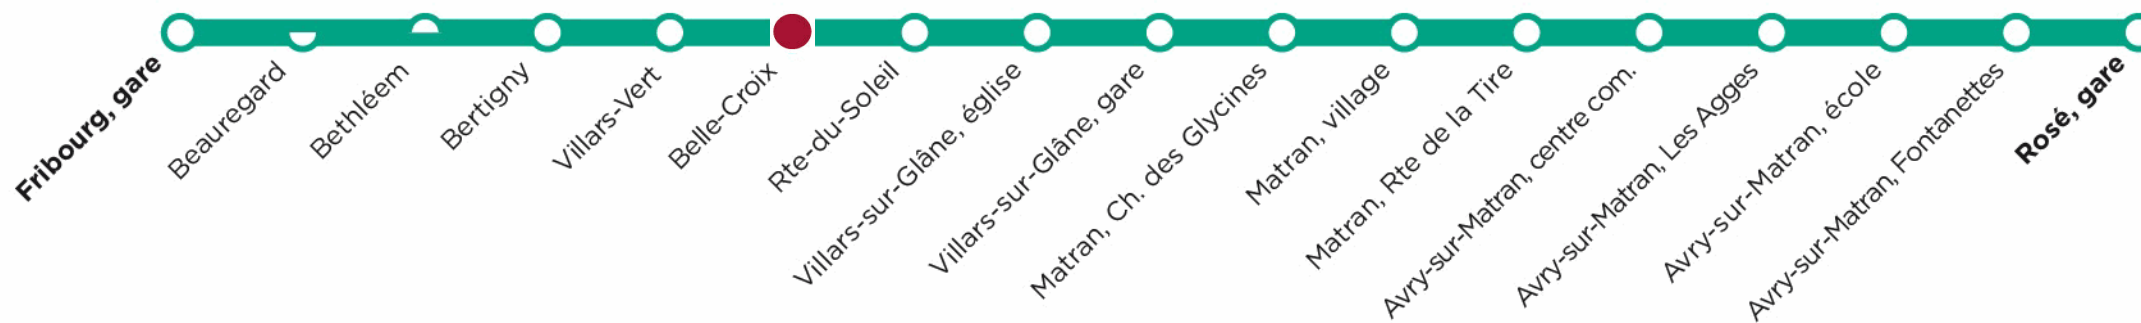 Fribourg, gare
Beauregard
Bethléem
Bertigny
Villars-Vert
Belle-Croix
Rte-du-Soleil
Villars-sur-Glâne, église
Villars-sur-Glâne, gare
Matran, Ch. des Glycines
Matran, village
Matran, Rte de la Tire
Avry-sur-Matran, centre com.
Avry-sur-Matran, Les Agges
Avry-sur-Matran, école
Avry-sur-Matran, Fontanettes
Rosé, gare